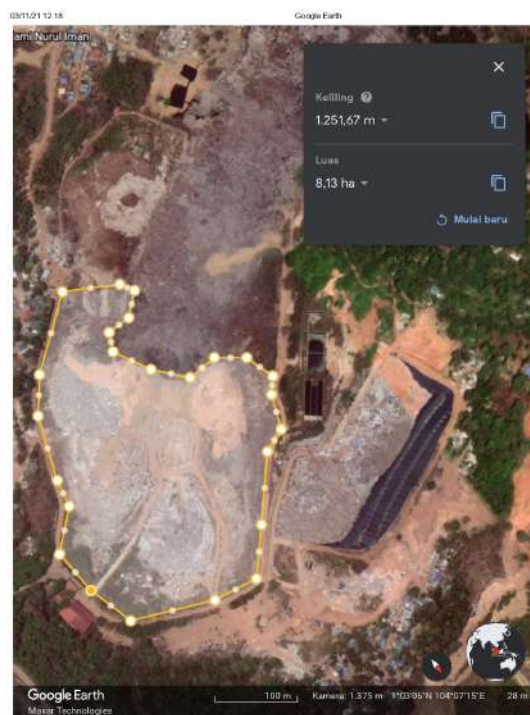 03/11/21 12.18
Google Earth
ami Nurul Iman
Keliling
1.251,67 m
Luas
8,13 ha
Mulai baru
Google Earth
Maxar Technologies
100 m
Kamera: 1.375 m
1°03'05"N 104°07'15"E
28 m